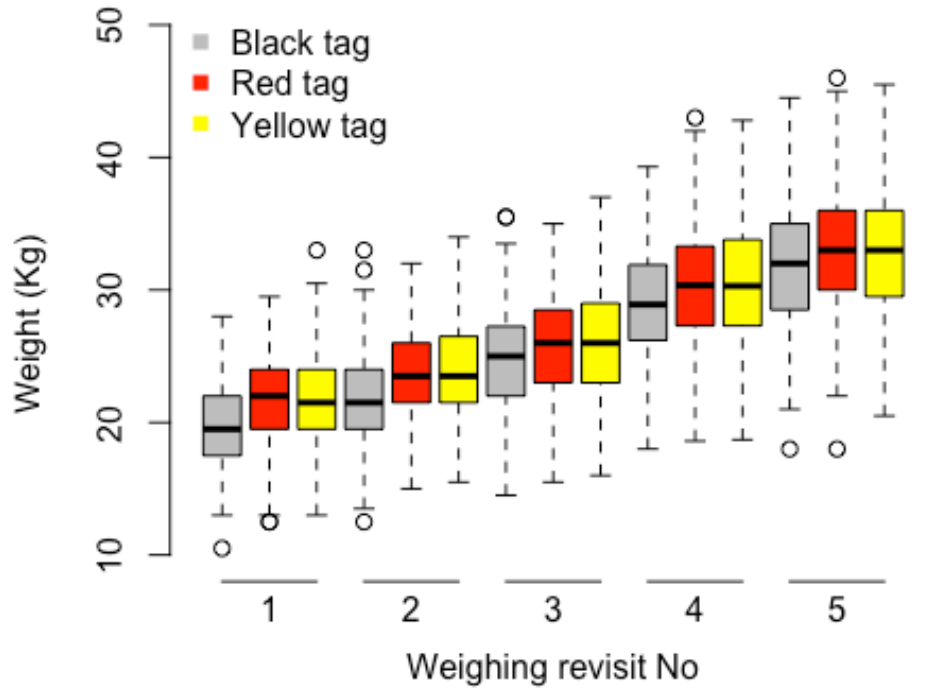 50
40
30
20
10
Weight (Kg)
Black tag
Red tag
Yellow tag
1 2 3 4 5
Weighing revisit No